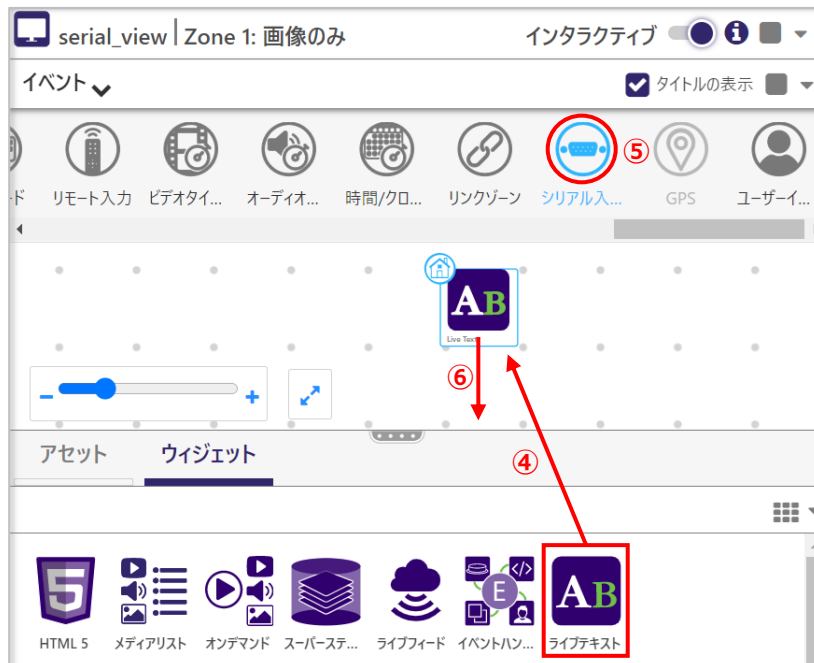 serial_view | Zone 1: 画像のみ インタラクティブ
イベント タイトルの表示
ド リモート入力 ビデオタイ... オーディオ... 時間/クロ... リンクゾーン シリアル入... GPS ユーザーイ...
⑤
AB
Live Text
⑥
④
アセット ウィジェット
5 E AB
HTML 5 メディアリスト オンデマンド スーパーステ... ライブフィード イベントハン... ライブテキスト